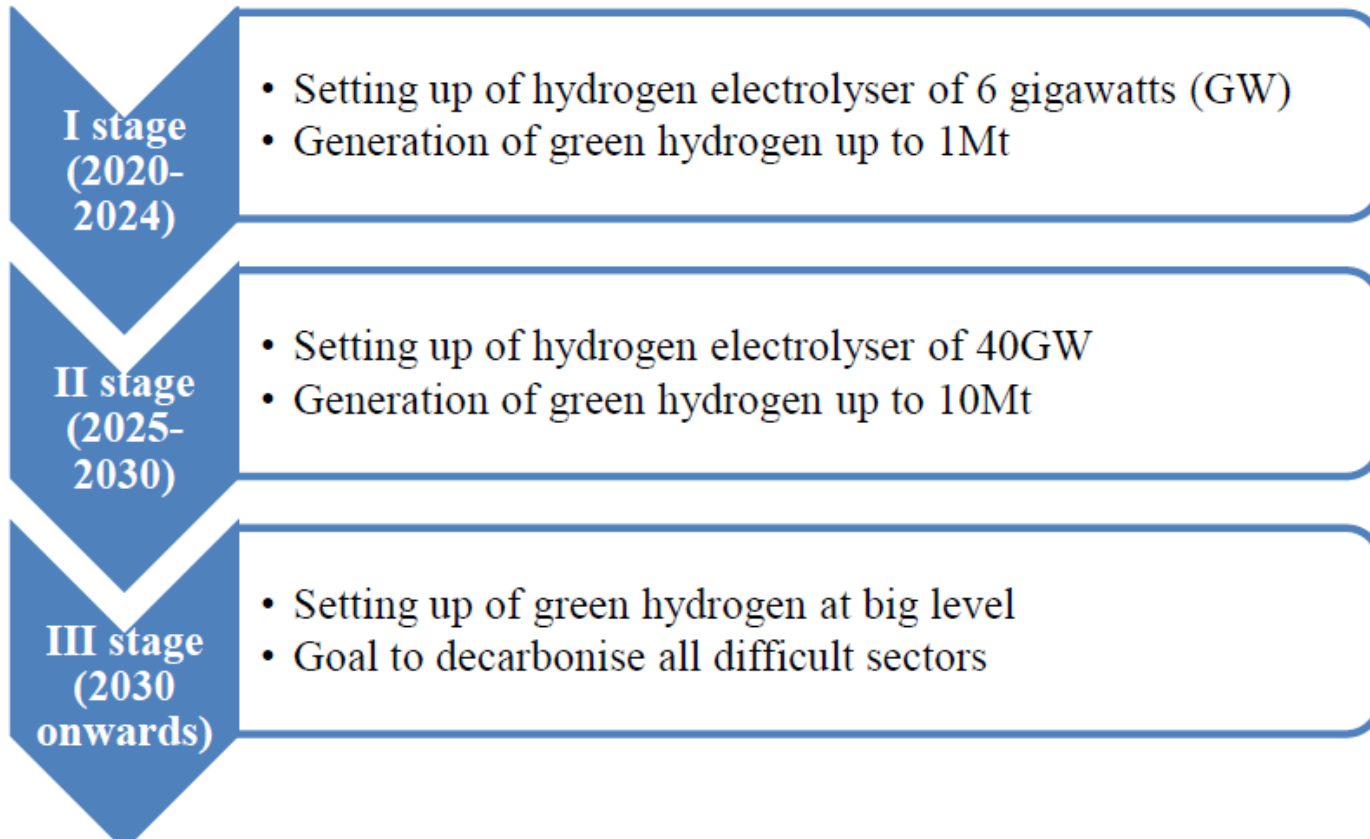 I stage
(2020-
2024)
• Setting up of hydrogen electrolyser of 6 gigawatts (GW)
• Generation of green hydrogen up to 1Mt
II stage
(2025-
2030)
• Setting up of hydrogen electrolyser of 40GW
• Generation of green hydrogen up to 10Mt
III stage
(2030
onwards)
• Setting up of green hydrogen at big level
• Goal to decarbonise all difficult sectors